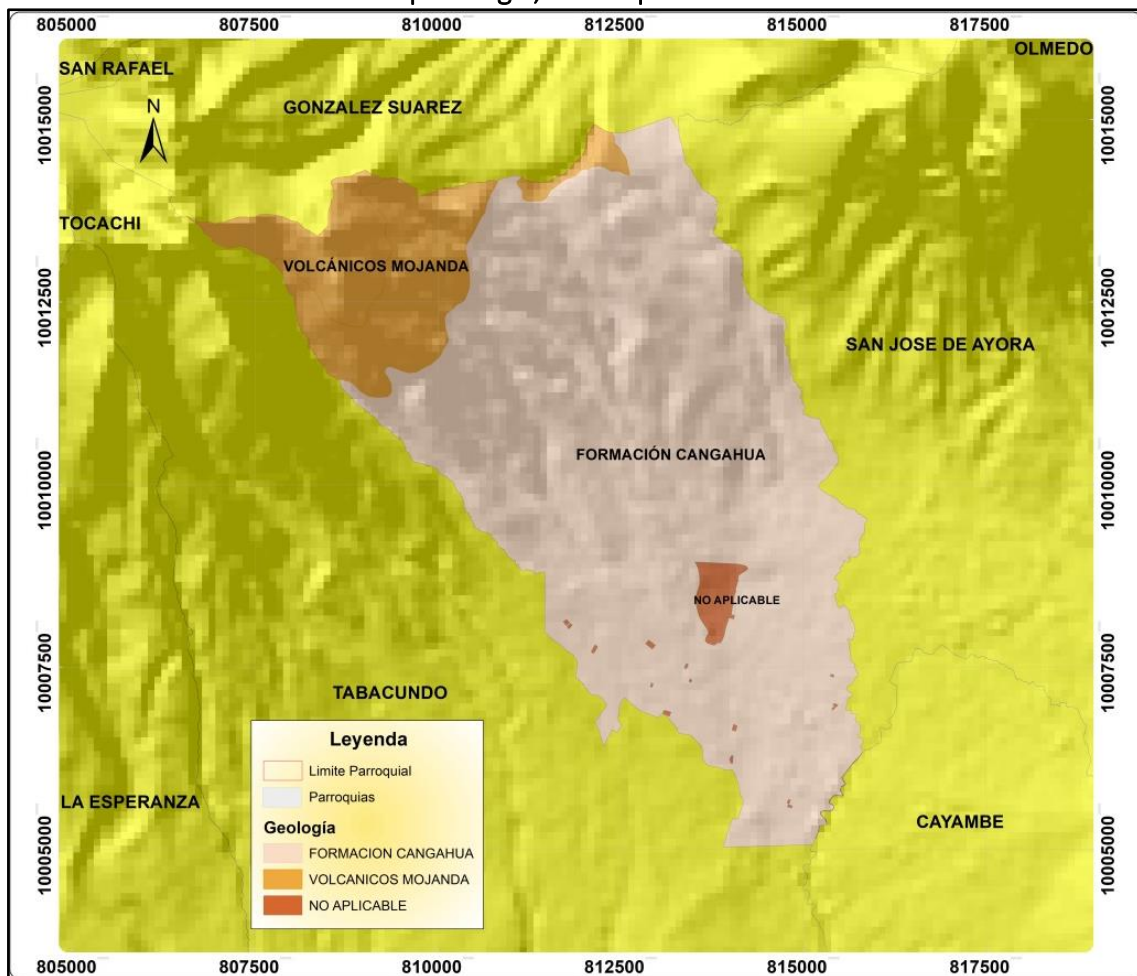 805000 807500 810000 812500 815000 817500
OLMEDO
SAN RAFAEL
N
GONZALEZ SUAREZ
10015000
10015000
TOCACHI
VOLCÁNICOS MOJANDA
10012500
10012500
SAN JOSE DE AYORA
FORMACIÓN CANGAHUA
10010000
10010000
NO APLICABLE
10007500
10007500
TABACUNDO
Leyenda
Limite Parroquial
Parroquias
LA ESPERANZA
Geología
CAYAMBE
FORMACION CANGAHUA
10005000
10005000
VOLCANICOS MOJANDA
NO APLICABLE
805000 807500 810000 812500 815000 817500